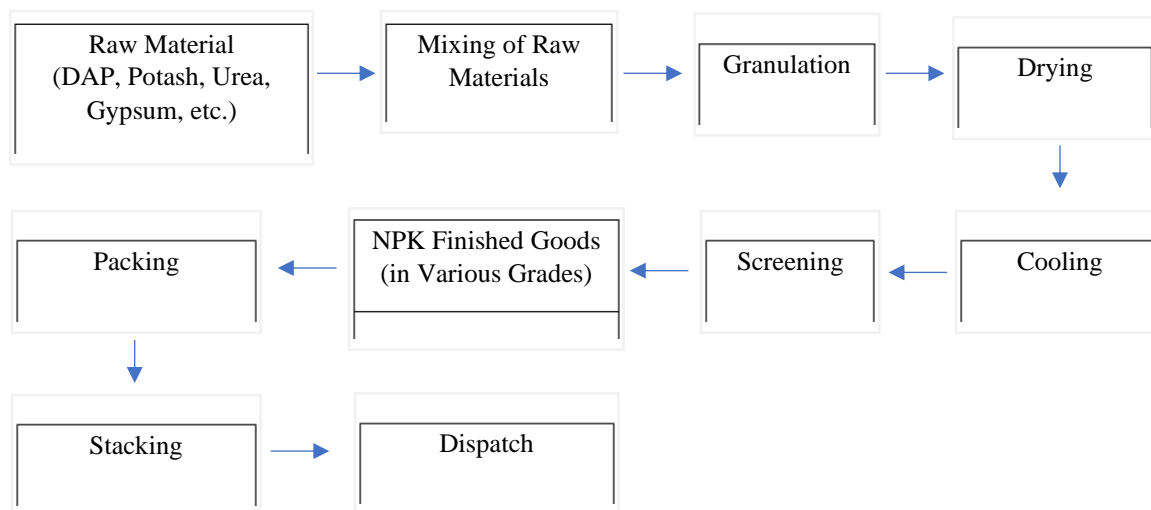 Raw Material
(DAP, Potash, Urea,
Gypsum, etc.)
Mixing of Raw
Materials
Granulation
Drying
Cooling
Screening
NPK Finished Goods
(in Various Grades)
Packing
Stacking
Dispatch